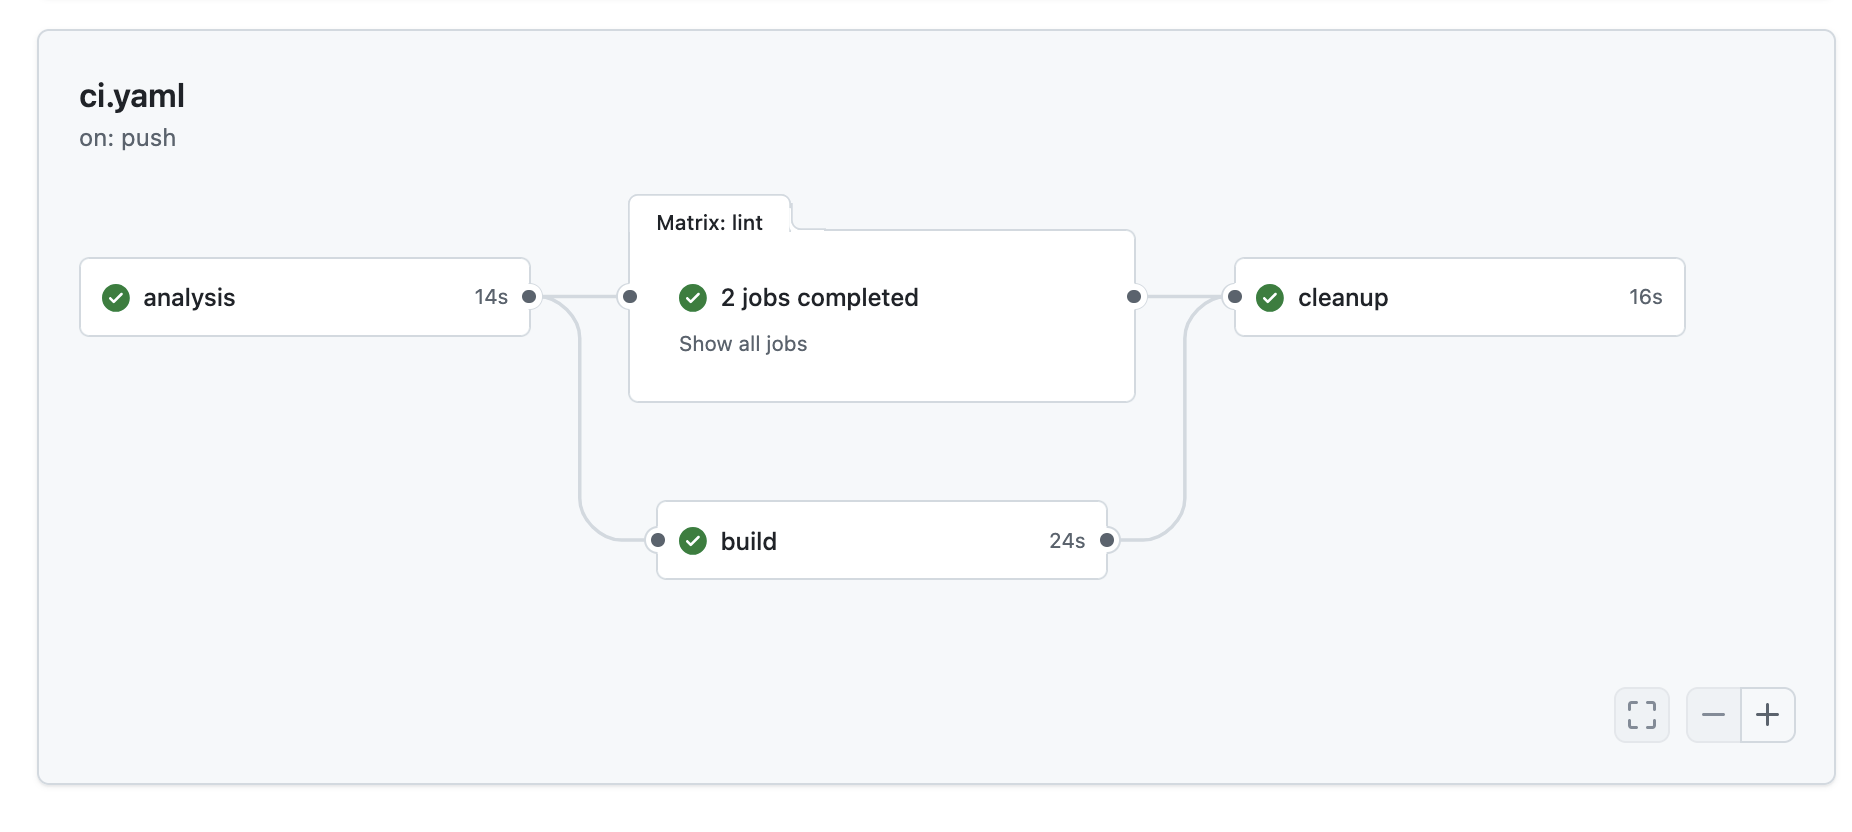 ci.yaml
on: push
Matrix: lint
analysis 14s
2 jobs completed
Show all jobs
cleanup 16s
build 24s